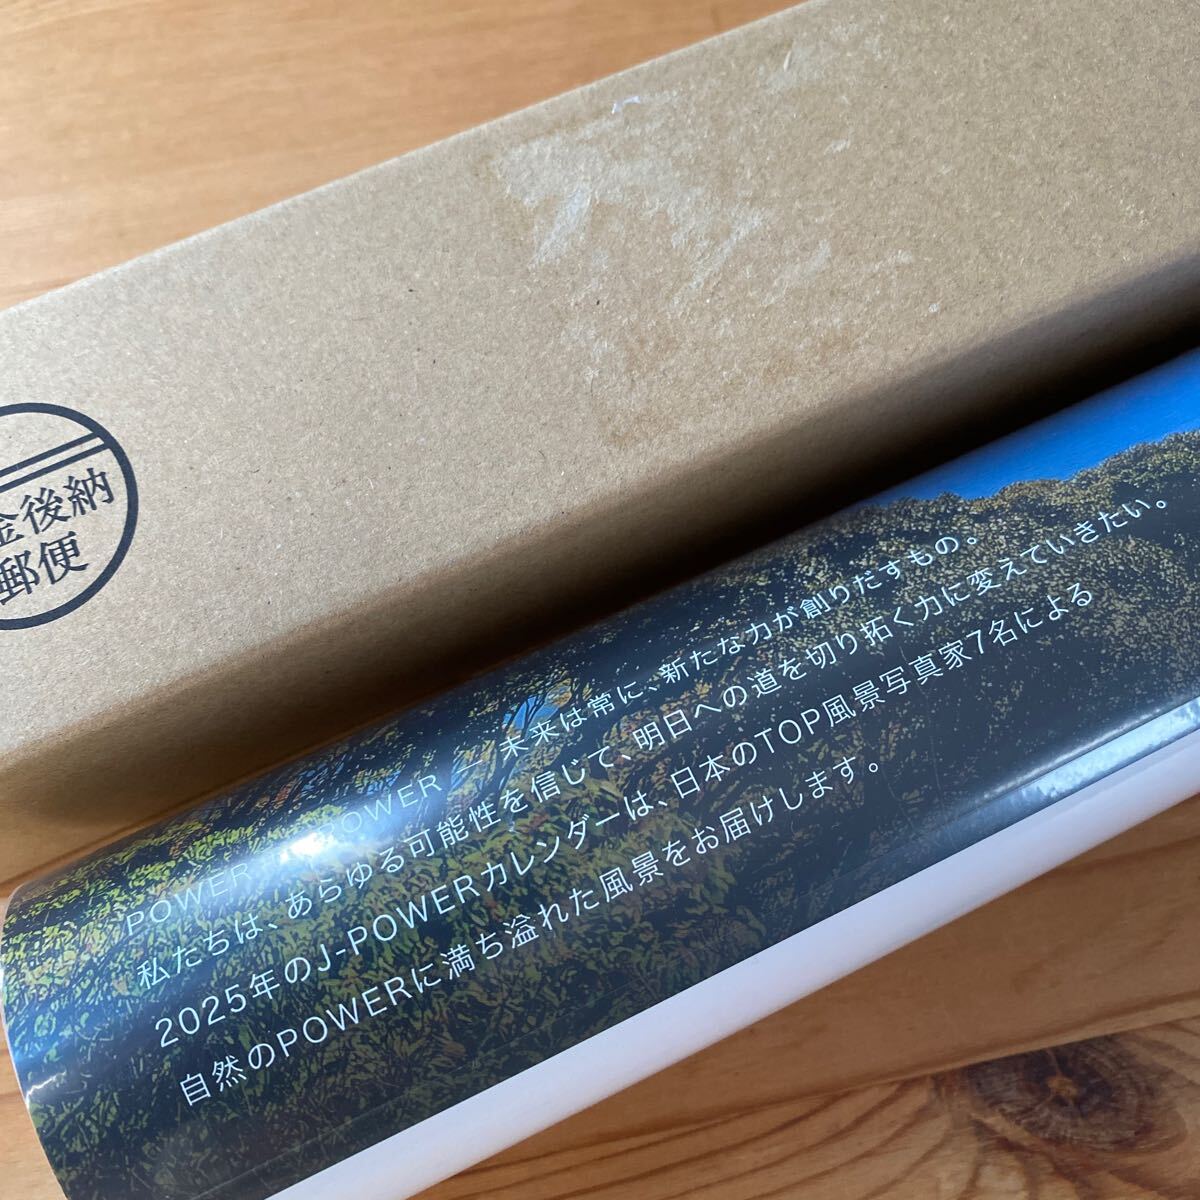 金後納
郵便
POWER POWER — 未来は常に、新たな力が創りだすもの。
私たちは、あらゆる可能性を信じて、明日への道を切り拓く力に変えていきたい。
2025年のJ-POWERカレンダーは、日本のTOP風景写真家7名による
自然のPOWERに満ち溢れた風景をお届けします。